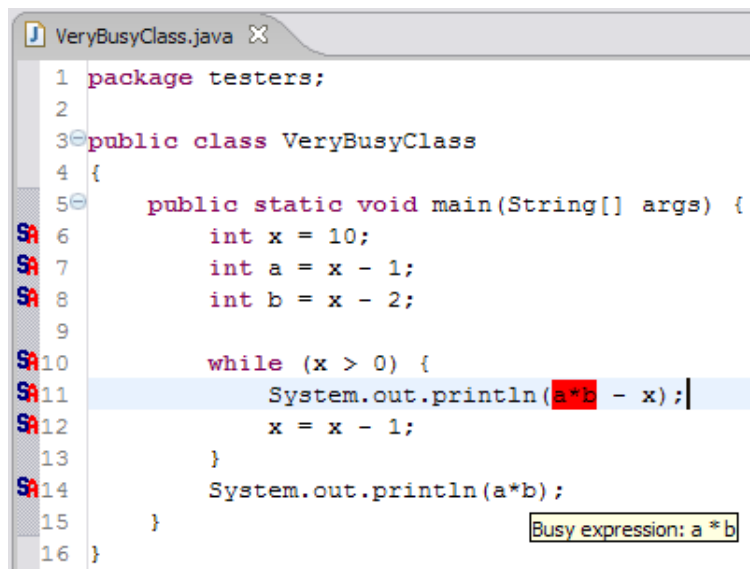 VeryBusyClass.java
1 package testers;
2
3 public class VeryBusyClass
4 {
5 public static void main(String[] args) {
SA 6 int x = 10;
SA 7 int a = x - 1;
SA 8 int b = x - 2;
9
SA 10 while (x > 0) {
SA 11 System.out.println(a*b - x);
SA 12 x = x - 1;
13 }
SA 14 System.out.println(a*b);
15 }
Busy expression: a * b
16 }